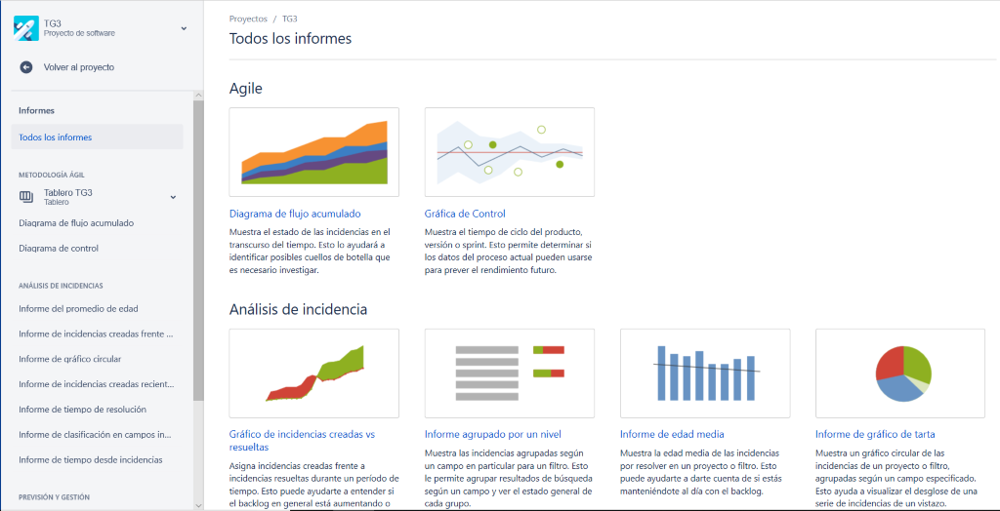 TG3
Proyecto de software
Volver al proyecto
Informes
Todos los informes
METODOLOGÍA ÁGIL
Tablero TG3
Tablero
Diagrama de flujo acumulado
Diagrama de control
ANÁLISIS DE INCIDENCIAS
Informe del promedio de edad
Informe de incidencias creadas frente ...
Informe de gráfico circular
Informe de incidencias creadas recient...
Informe de tiempo de resolución
Informe de clasificación en campos in...
Informe de tiempo desde incidencias
PREVISIÓN Y GESTIÓN
Proyectos / TG3
Todos los informes
Agile
Diagrama de flujo acumulado
Muestra el estado de las incidencias en el
transcurso del tiempo. Esto lo ayudará a
identificar posibles cuellos de botella que
es necesario investigar.
Gráfica de Control
Muestra el tiempo de ciclo del producto,
versión o sprint. Esto permite determinar si
los datos del proceso actual pueden usarse
para prever el rendimiento futuro.
Análisis de incidencia
Gráfico de incidencias creadas vs
resueltas
Asigna incidencias creadas frente a
incidencias resueltas durante un período de
tiempo. Esto puede ayudarte a entender si
el backlog en general está aumentando o
Informe agrupado por un nivel
Muestra las incidencias agrupadas según
un campo en particular para un filtro. Esto
le permite agrupar resultados de búsqueda
según un campo y ver el estado general de
cada grupo.
Informe de edad media
Muestra la edad media de las incidencias
por resolver en un proyecto o filtro. Esto
puede ayudarte a darte cuenta de si estás
manteniéndote al día con el backlog.
Informe de gráfico de tarta
Muestra un gráfico circular de las
incidencias de un proyecto o filtro,
agrupadas según un campo especificado.
Esto ayuda a visualizar el desglose de una
serie de incidencias de un vistazo.